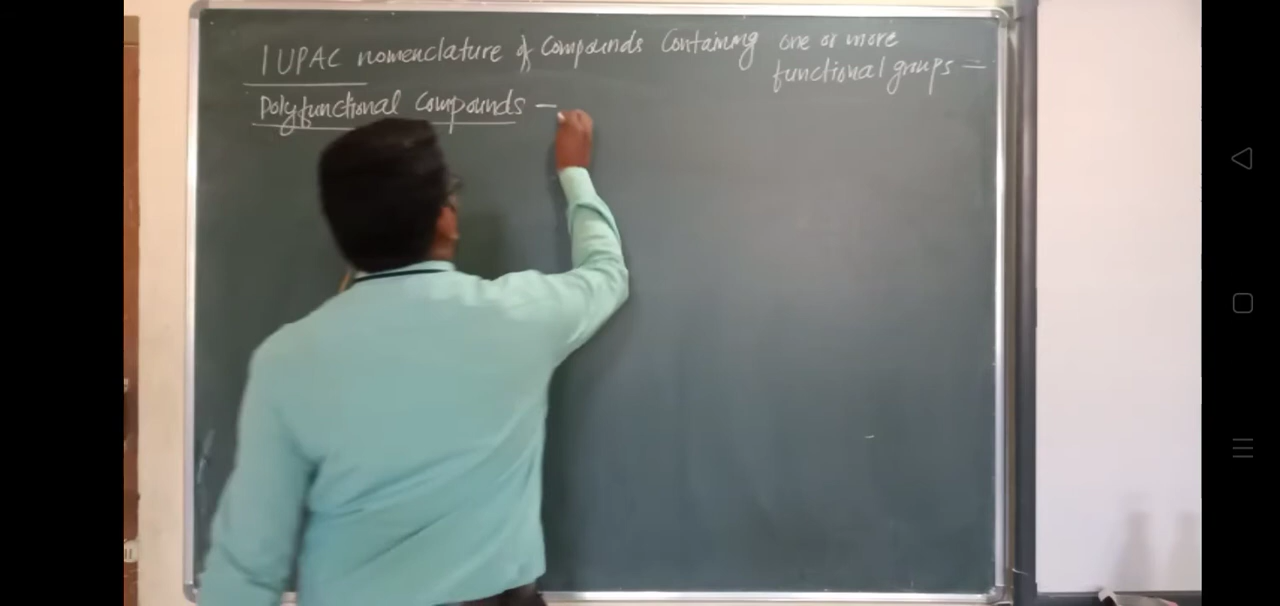 IUPAC nomenclature of Compounds Containing one or more
functional groups —
Polyfunctional Compounds —